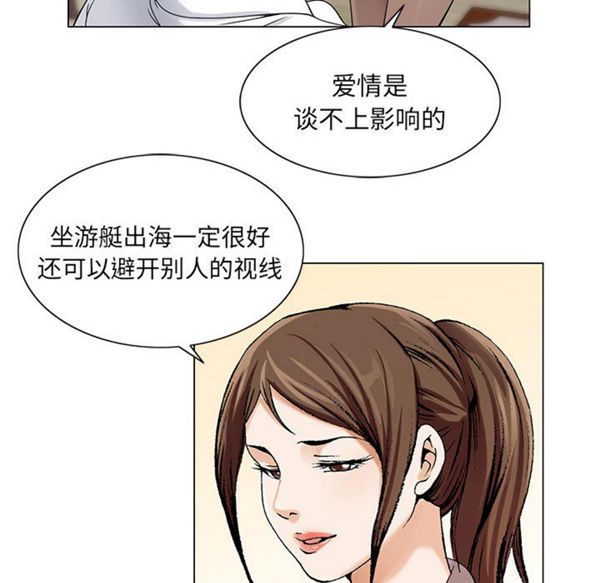 爱情是
谈不上影响的
坐游艇出海一定很好
还可以避开别人的视线